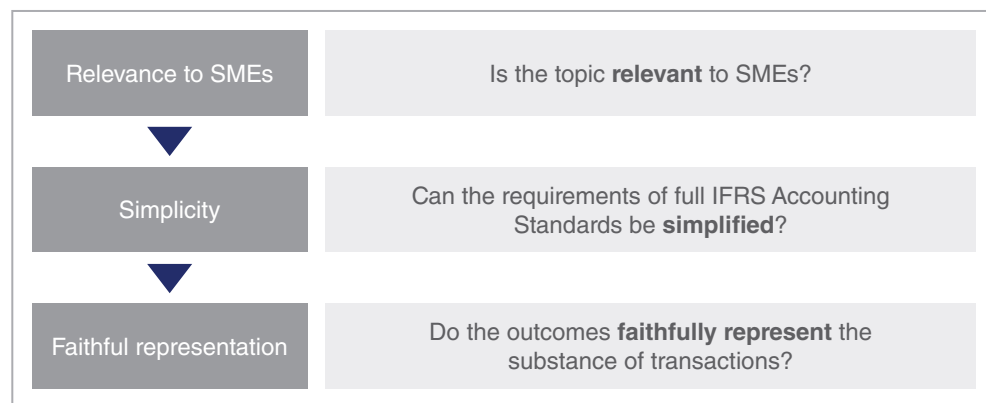 Relevance to SMEs
Is the topic relevant to SMEs?
Simplicity
Can the requirements of full IFRS Accounting
Standards be simplified?
Faithful representation
Do the outcomes faithfully represent the
substance of transactions?